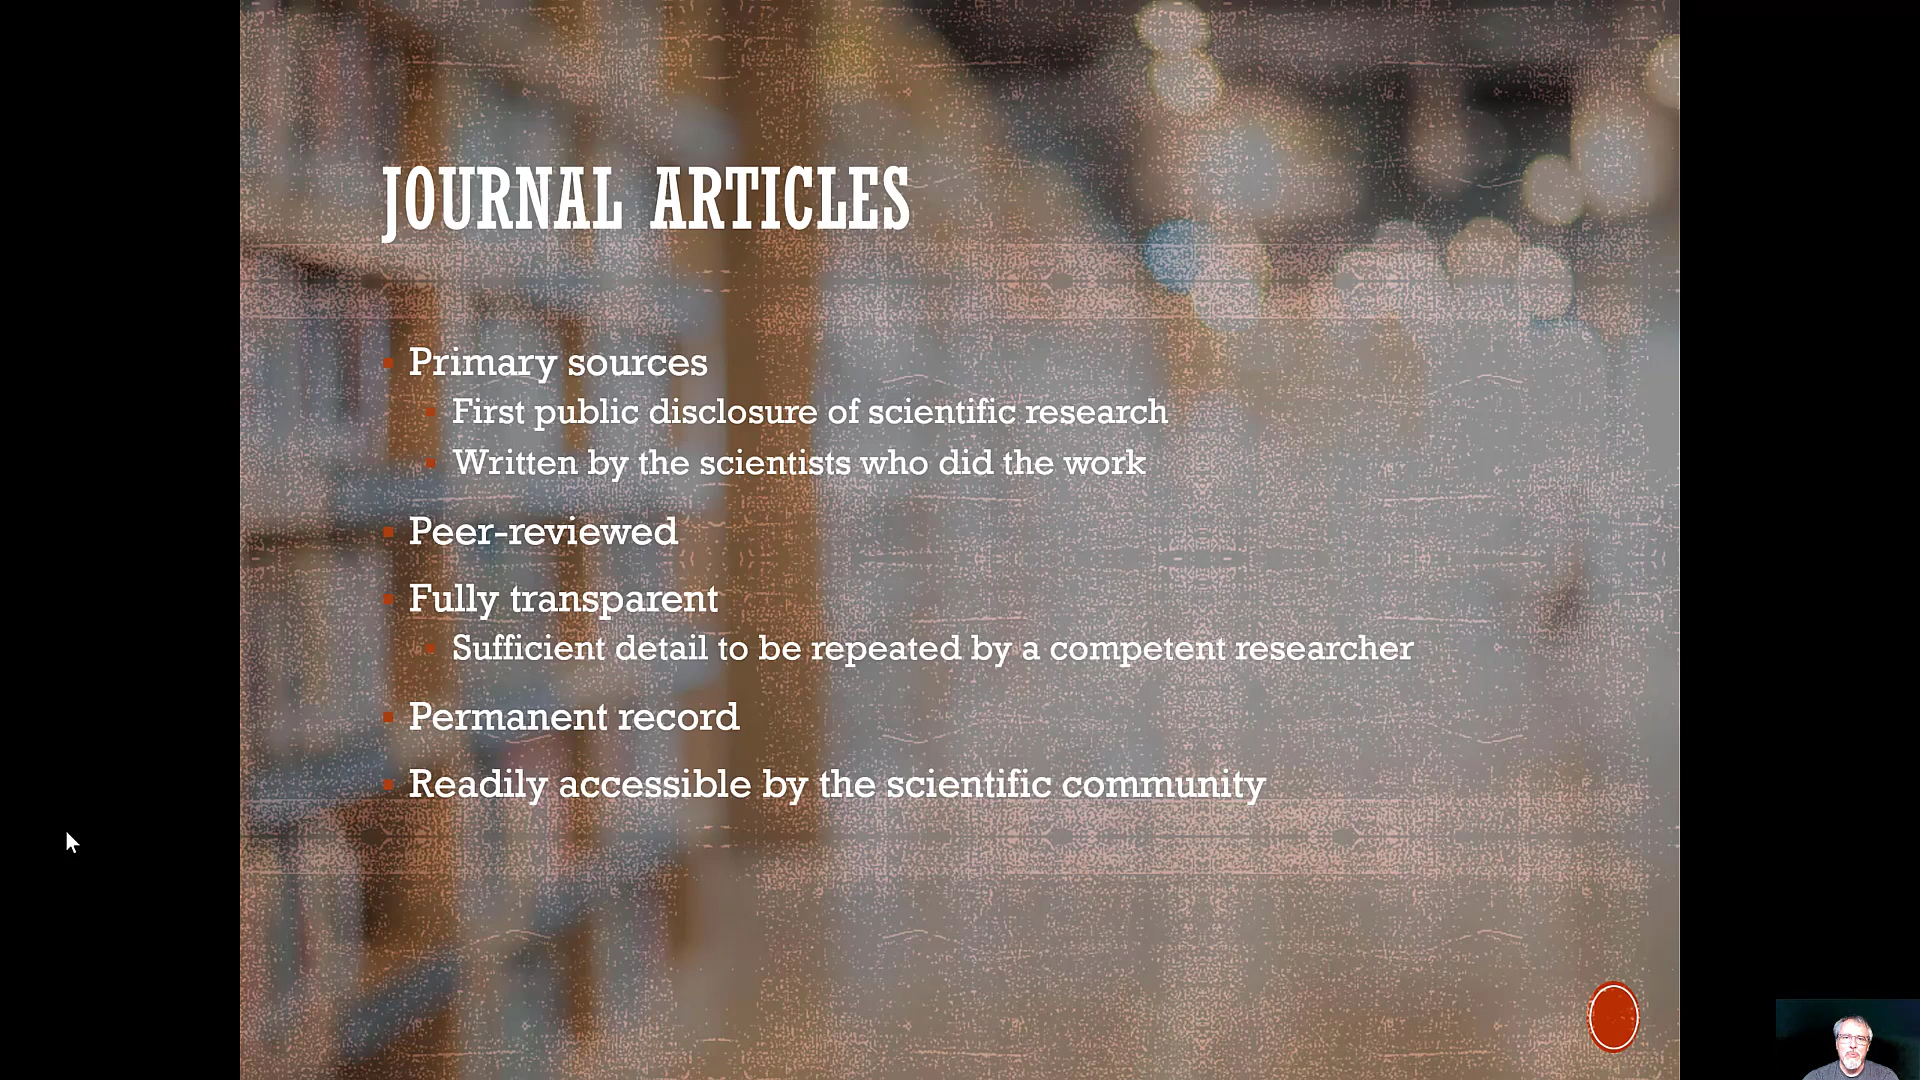 JOURNAL ARTICLES
Primary sources
First public disclosure of scientific research
Written by the scientists who did the work
Peer-reviewed
Fully transparent
Sufficient detail to be repeated by a competent researcher
Permanent record
Readily accessible by the scientific community